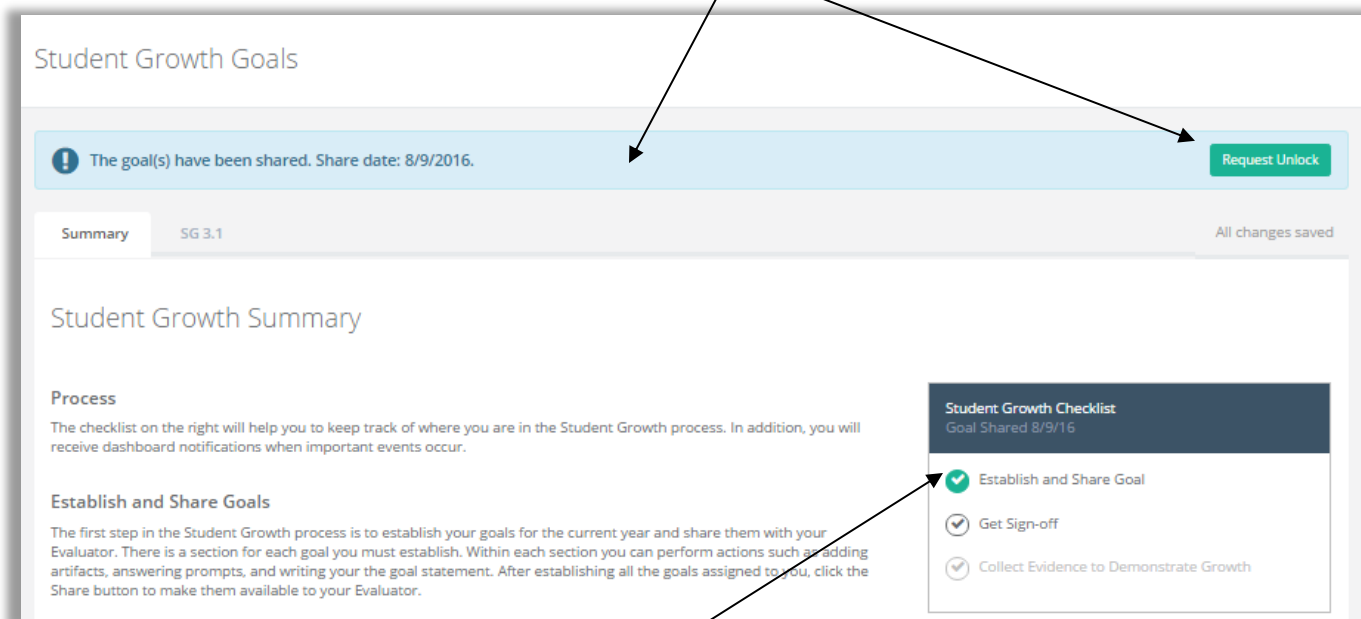 Student Growth Goals
The goal(s) have been shared. Share date: 8/9/2016.
Request Unlock
Summary
SG 3.1
All changes saved
Student Growth Summary
Process
The checklist on the right will help you to keep track of where you are in the Student Growth process. In addition, you will
receive dashboard notifications when important events occur.
Establish and Share Goals
The first step in the Student Growth process is to establish your goals for the current year and share them with your
Evaluator. There is a section for each goal you must establish. Within each section you can perform actions such as adding
artifacts, answering prompts, and writing your the goal statement. After establishing all the goals assigned to you, click the
Share button to make them available to your Evaluator.
Student Growth Checklist
Goal Shared 8/9/16
Establish and Share Goal
Get Sign-off
Collect Evidence to Demonstrate Growth